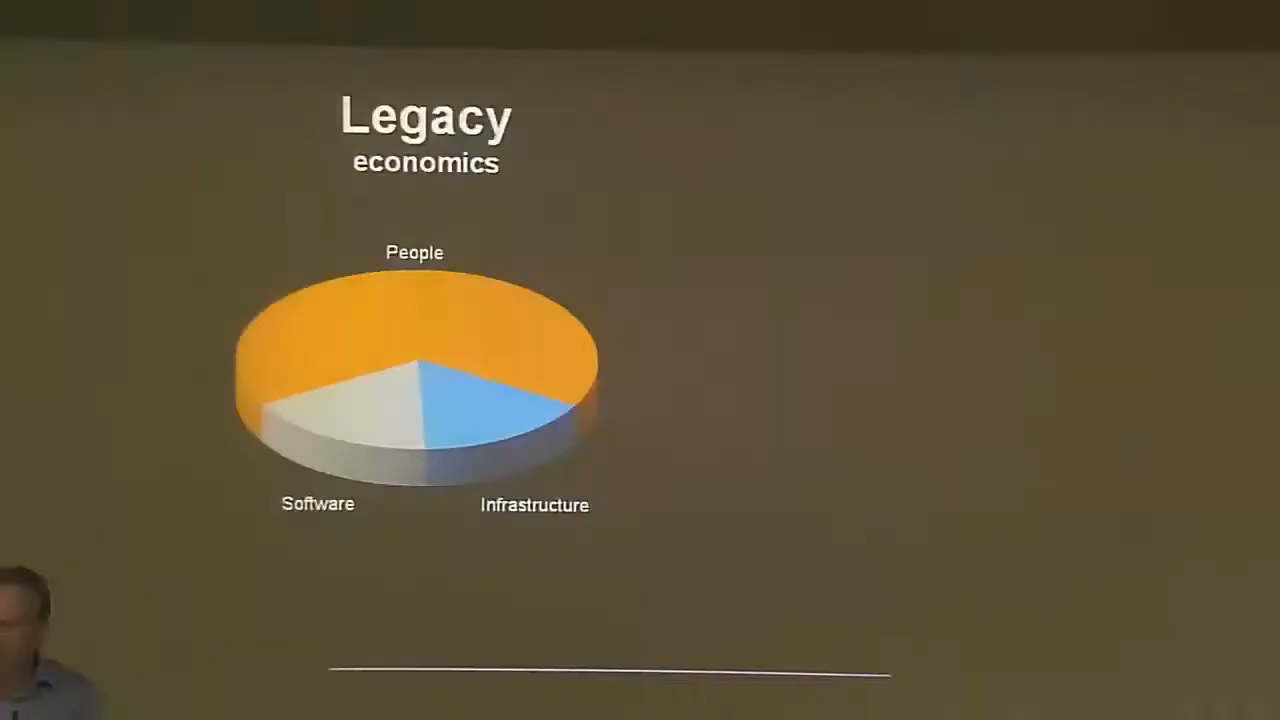 Legacy
economics
People
Software
Infrastructure